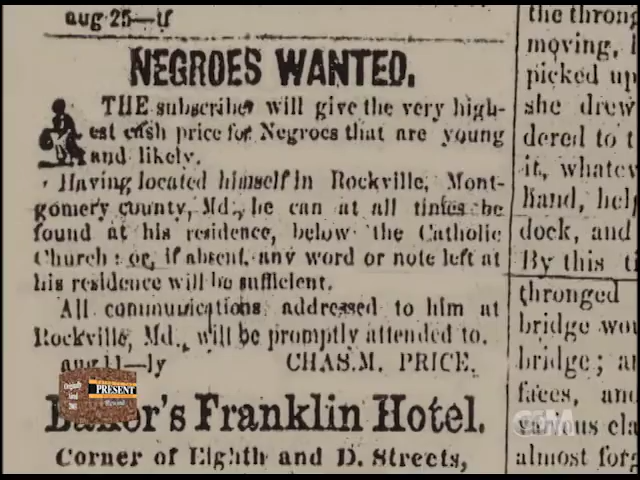 aug 25—tf
NEGROES WANTED.
THE subscriber will give the very high-
est cash price for Negroes that are young
and likely.
Having located himself in Rockville, Mont-
gomery county, Md., he can at all times be
found at his residence, below the Catholic
Church: or, if absent, any word or note left at
his residence will be sufficient.
All communications addressed to him at
Rockville, Md., will be promptly attended to.
aug 11—ly CHAS. M. PRICE.
Franklin Hotel.
Corner of Eighth and D. Streets,
the throng
moving,
picked up
she drew
dered to t
it, whatev
hand, hel
dock, and
By this ti
thronged
bridge wou
bridge; a
faces, and
various cla
almost forg
Originally
Aired
PRESENT